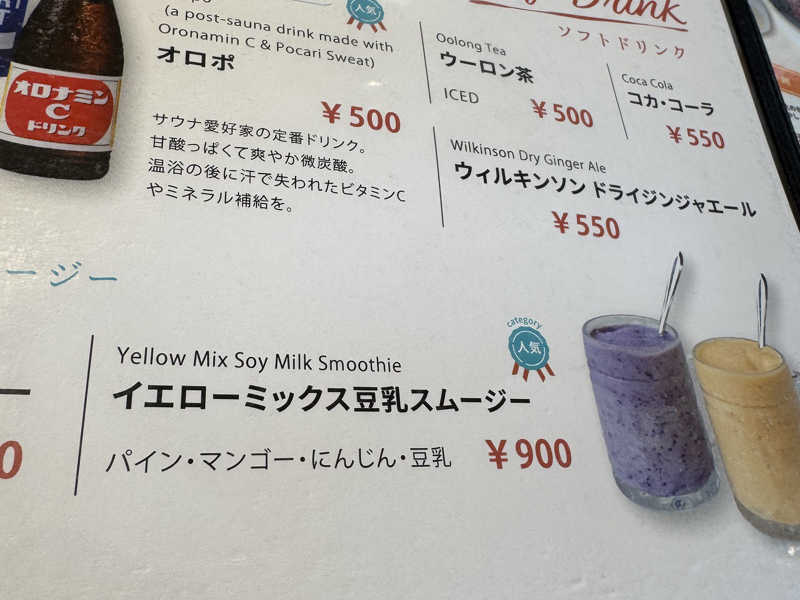 人気
(a post-sauna drink made with
Oronamin C & Pocari Sweat)
オロポ
¥500
サウナ愛好家の定番ドリンク。
甘酸っぱくて爽やか微炭酸。
温浴の後に汗で失われたビタミンC
やミネラル補給を。
オロナミン
C
ドリンク
Drink
ソフトドリンク
Oolong Tea
ウーロン茶
ICED
¥500
Coca Cola
コカ・コーラ
¥550
Wilkinson Dry Ginger Ale
ウィルキンソン ドライジンジャエール
¥550
ージー
category
人気
Yellow Mix Soy Milk Smoothie
イエローミックス豆乳スムージー
パイン・マンゴー・にんじん・豆乳
¥900
0